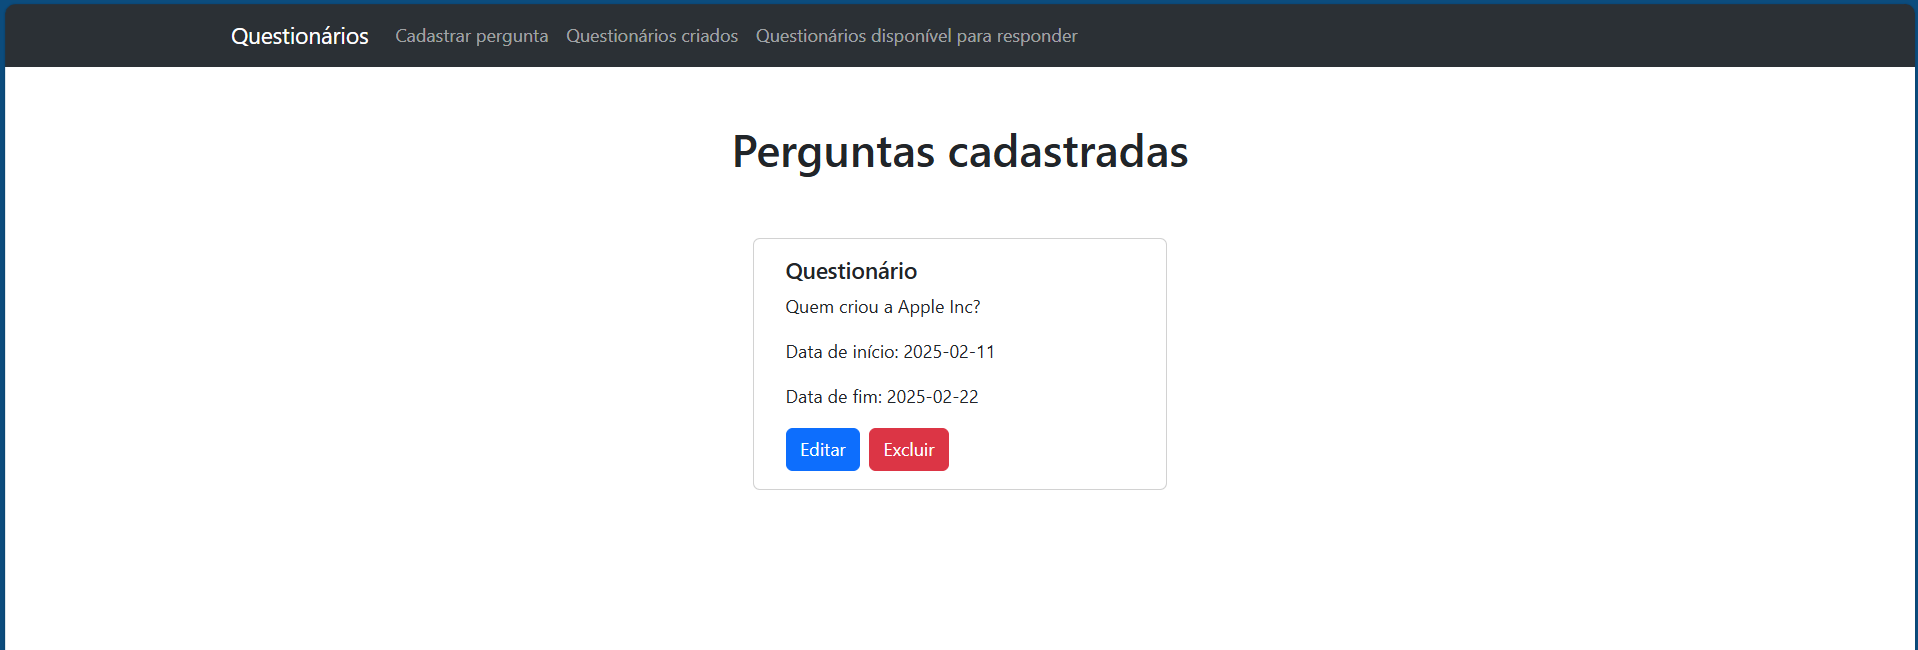 Questionários Cadastrar pergunta Questionários criados Questionários disponível para responder
Perguntas cadastradas
Questionário
Quem criou a Apple Inc?
Data de início: 2025-02-11
Data de fim: 2025-02-22
Editar Excluir